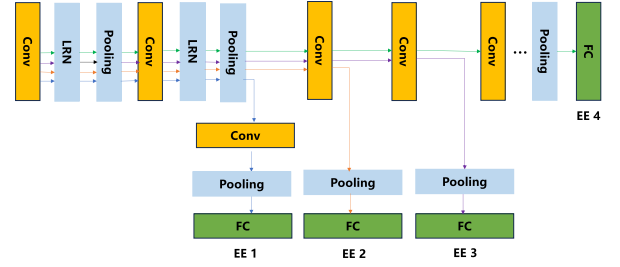 Conv
LRN
Pooling
Conv
LRN
Pooling
Conv
Conv
Conv
...
Pooling
FC
EE 4
Conv
Pooling
Pooling
Pooling
FC
FC
FC
EE 1
EE 2
EE 3